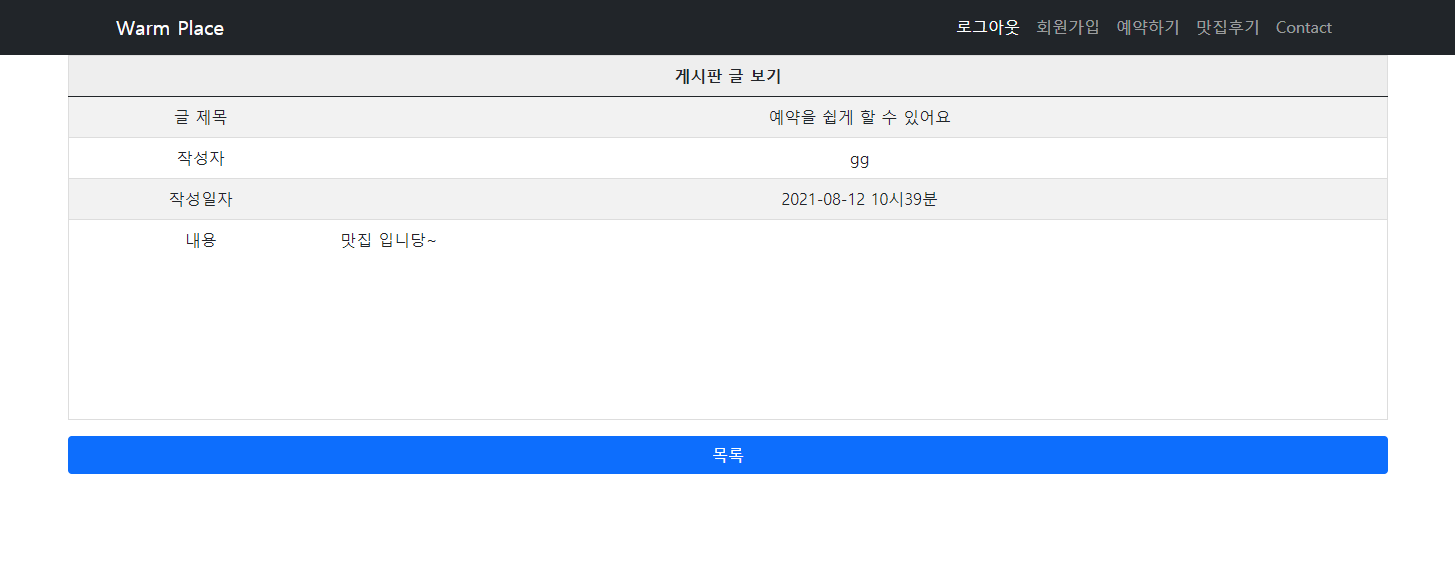 Warm Place 로그아웃 회원가입 예약하기 맛집후기 Contact
게시판 글 보기
글 제목 예약을 쉽게 할 수 있어요
작성자 gg
작성일자 2021-08-12 10시39분
내용 맛집 입니당~
목록